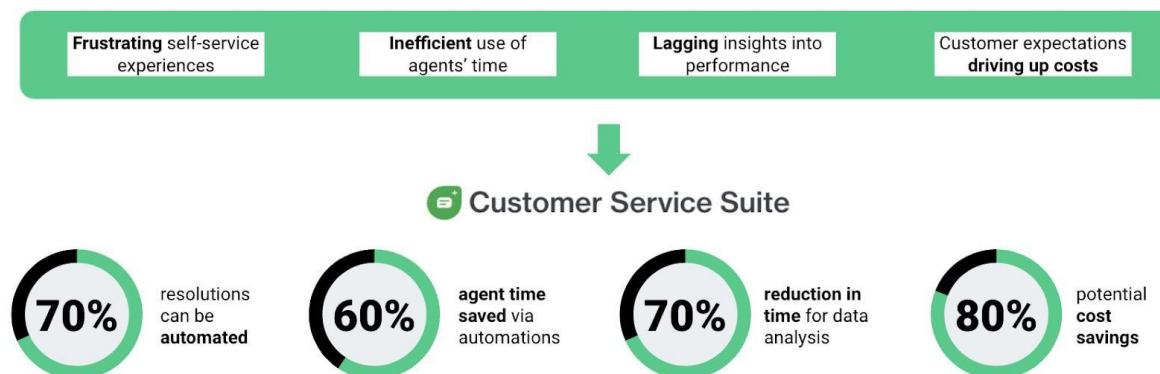 Frustrating self-service
experiences
Inefficient use of
agents’ time
Lagging insights into
performance
Customer expectations
driving up costs
Customer Service Suite
70%
resolutions
can be
automated
60%
agent time
saved via
automations
70%
reduction in
time for data
analysis
80%
potential
cost
savings